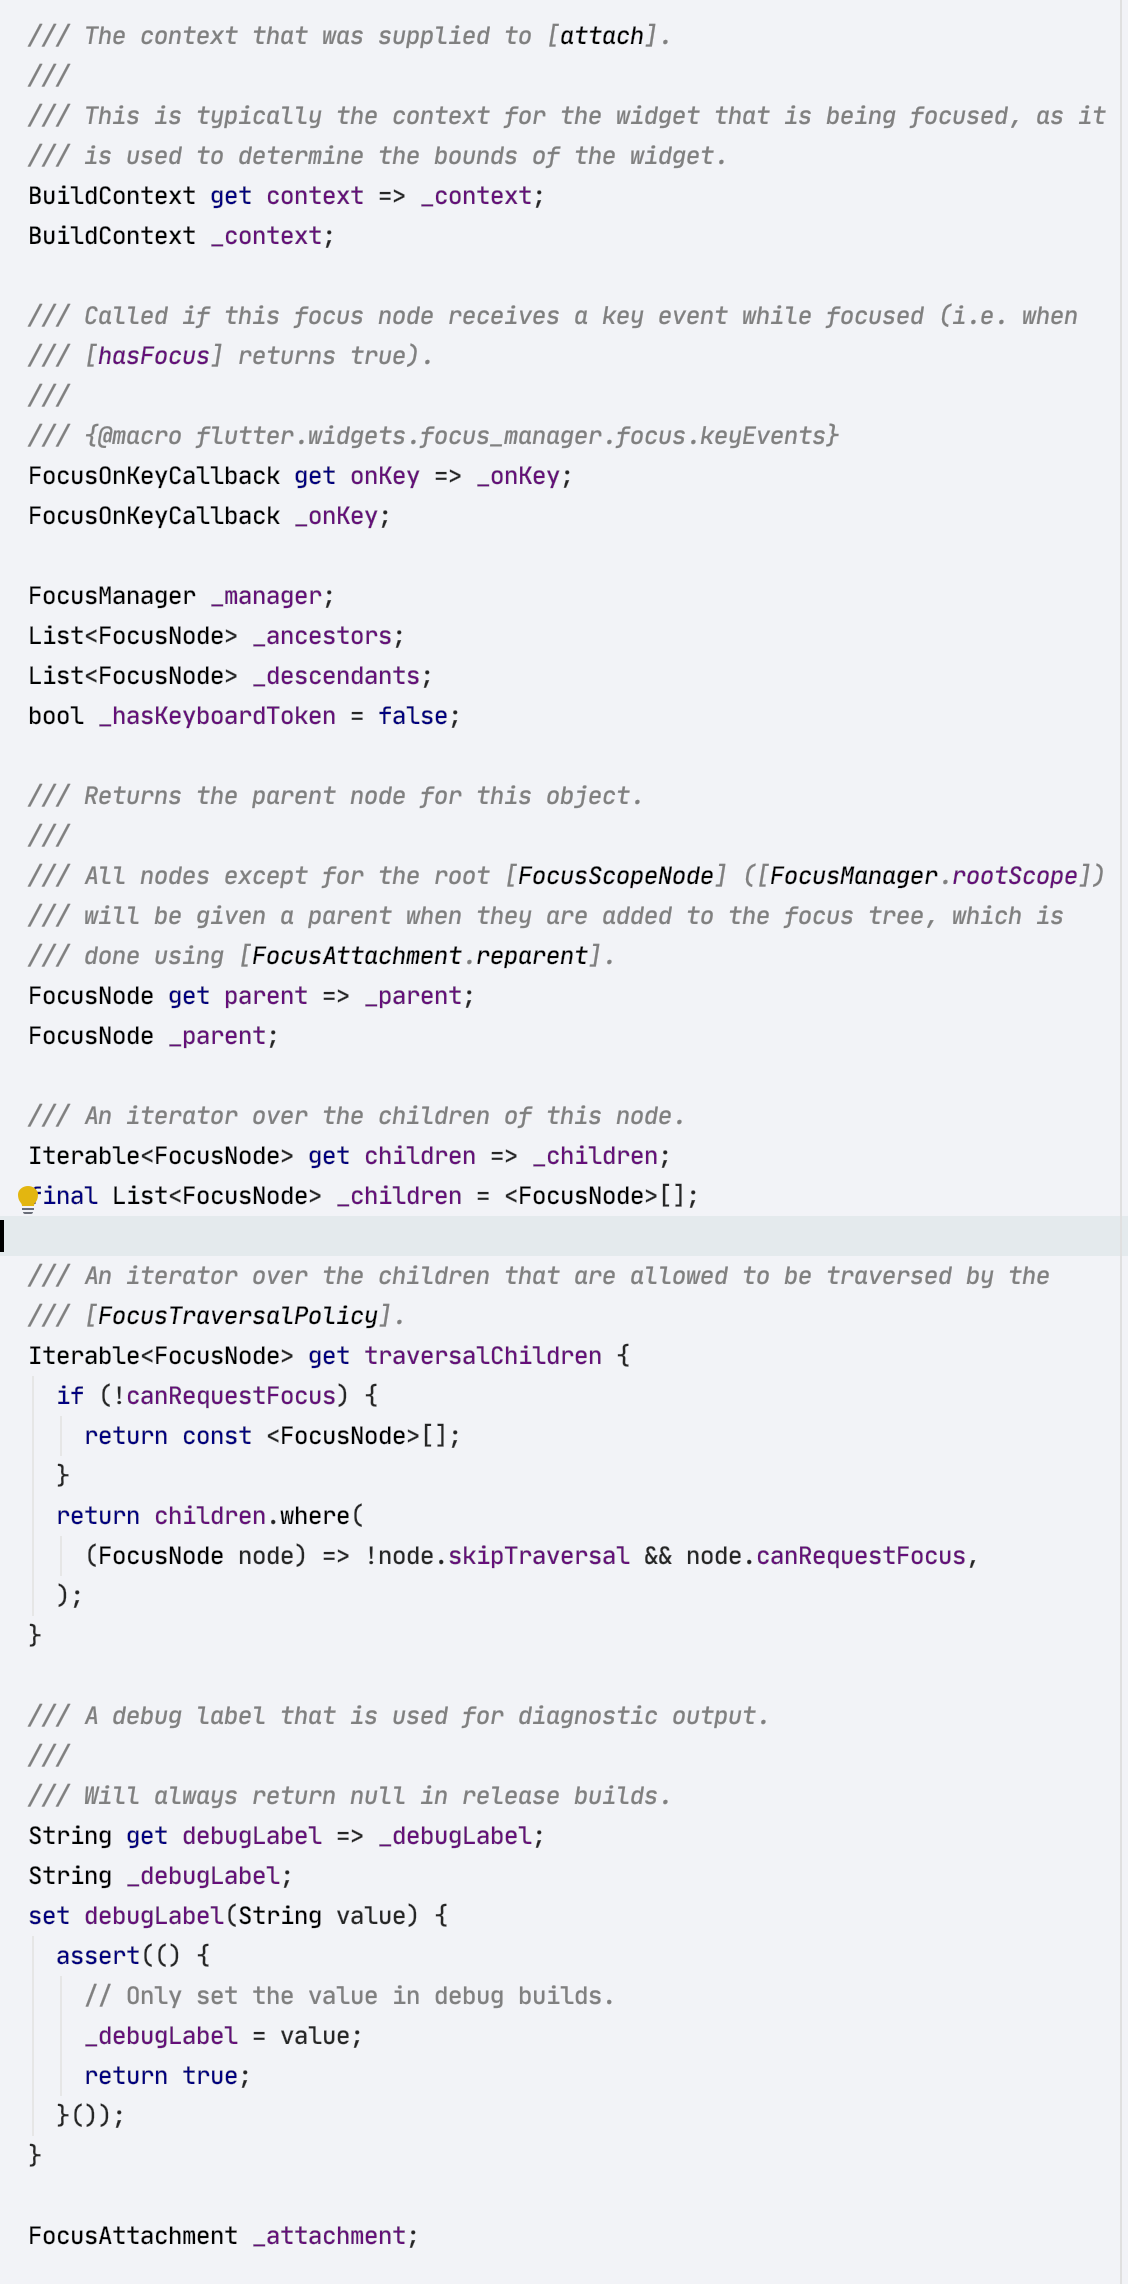 /// The context that was supplied to [attach].
///
/// This is typically the context for the widget that is being focused, as it
/// is used to determine the bounds of the widget.
BuildContext get context => _context;
BuildContext _context;

/// Called if this focus node receives a key event while focused (i.e. when
/// [hasFocus] returns true).
///
/// {@macro flutter.widgets.focus_manager.focus.keyEvents}
FocusOnKeyCallback get onKey => _onKey;
FocusOnKeyCallback _onKey;

FocusManager _manager;
List<FocusNode> _ancestors;
List<FocusNode> _descendants;
bool _hasKeyboardToken = false;

/// Returns the parent node for this object.
///
/// All nodes except for the root [FocusScopeNode] ([FocusManager.rootScope])
/// will be given a parent when they are added to the focus tree, which is
/// done using [FocusAttachment.reparent].
FocusNode get parent => _parent;
FocusNode _parent;

/// An iterator over the children of this node.
Iterable<FocusNode> get children => _children;
final List<FocusNode> _children = <FocusNode>[];

/// An iterator over the children that are allowed to be traversed by the
/// [FocusTraversalPolicy].
Iterable<FocusNode> get traversalChildren {
  if (!canRequestFocus) {
    return const <FocusNode>[];
  }
  return children.where(
    (FocusNode node) => !node.skipTraversal && node.canRequestFocus,
  );
}

/// A debug label that is used for diagnostic output.
///
/// Will always return null in release builds.
String get debugLabel => _debugLabel;
String _debugLabel;
set debugLabel(String value) {
  assert(() {
    // Only set the value in debug builds.
    _debugLabel = value;
    return true;
  }());
}

FocusAttachment _attachment;